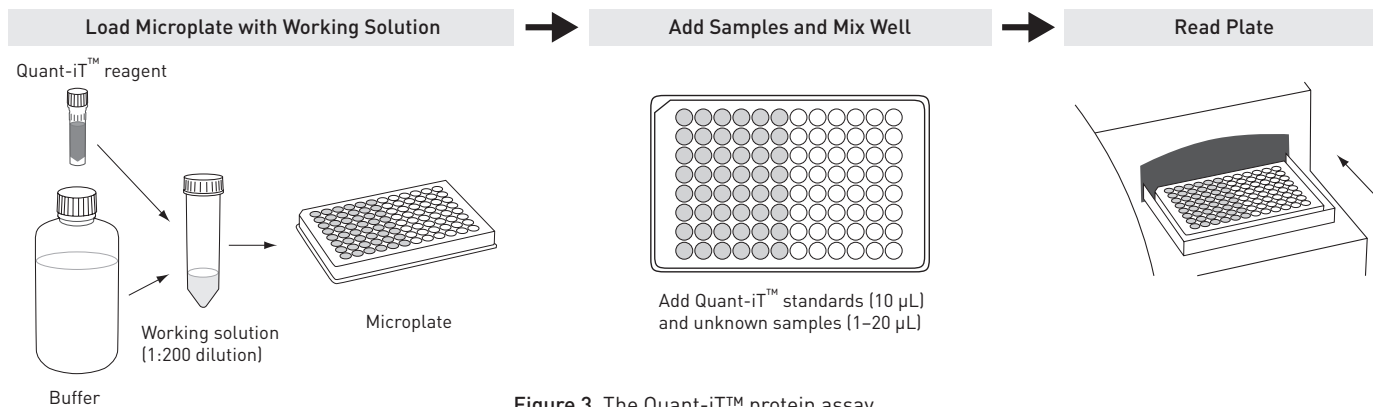 Load Microplate with Working Solution
Add Samples and Mix Well
Read Plate
Quant-iT™ reagent
Working solution
(1:200 dilution)
Buffer
Microplate
Add Quant-iT™ standards (10 µL)
and unknown samples (1–20 µL)
Figure 3. The Quant-iT™ protein assay.